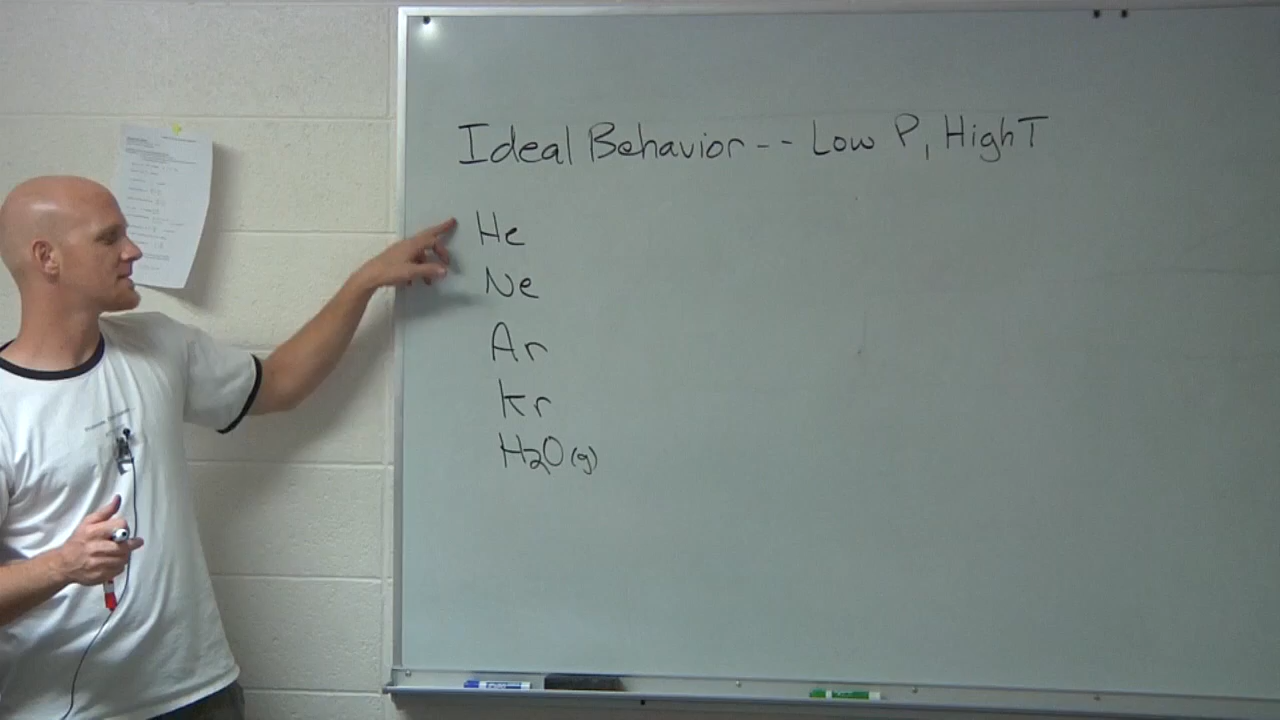 Ideal Behavior -- Low P, High T
He
Ne
Ar
Kr
H2O(g)